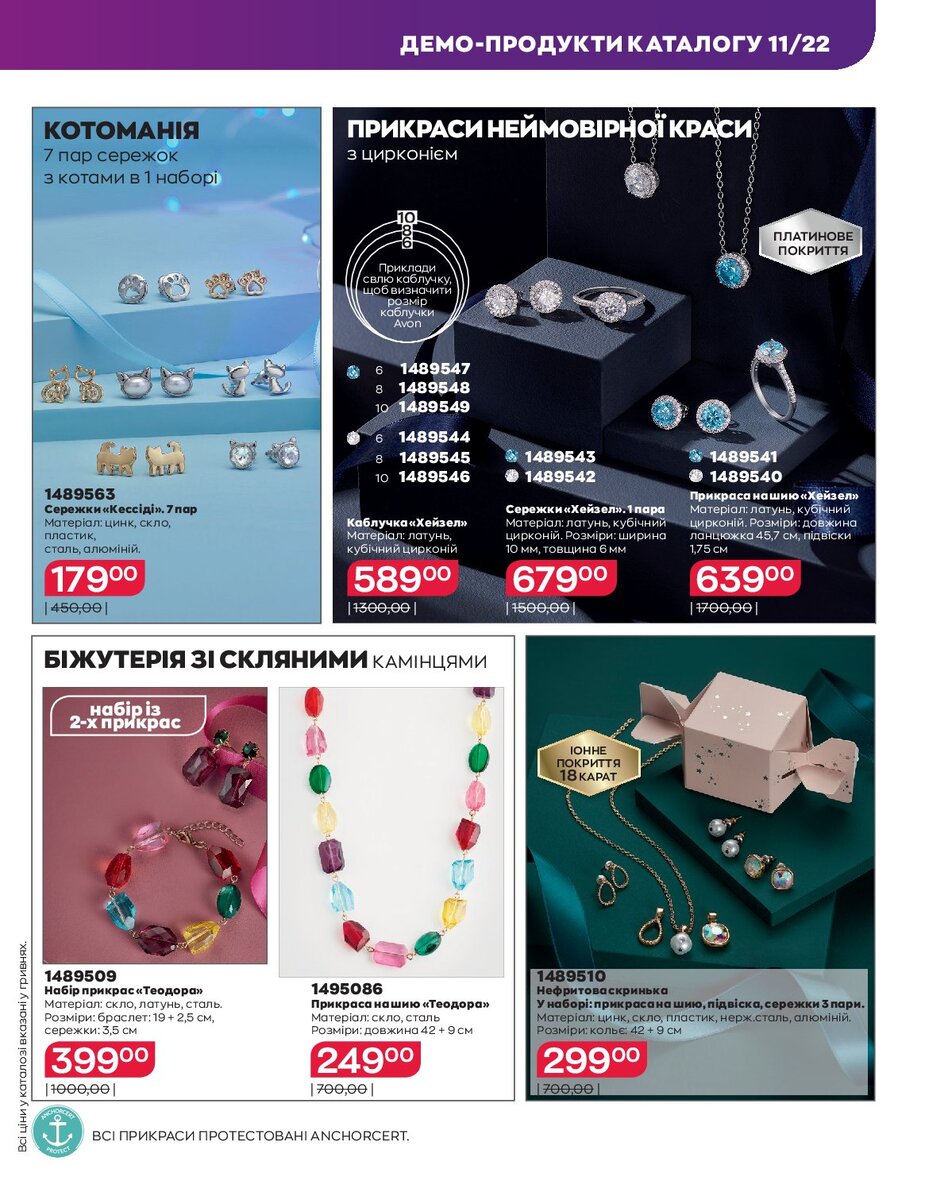 ДЕМО-ПРОДУКТИ КАТАЛОГУ 11/22
КОТОМАНІЯ
7 пар сережок
з котами в 1 наборі
1489563
Сережки «Кессіді». 7 пар
Матеріал: цинк, скло,
пластик,
сталь, алюміній.
179⁰⁰
| 450,00 |
ПРИКРАСИ НЕЙМОВІРНОЇ КРАСИ
з цирконієм
ПЛАТИНОВЕ
ПОКРИТТЯ
10
8
6
Приклади
свлю каблучку,
щоб визначити
розмір
каблучки
Avon
6 1489547
8 1489548
10 1489549
6 1489544
8 1489545
10 1489546
Каблучка «Хейзел»
Матеріал: латунь,
кубічний цирконій
589⁰⁰
| 1300,00 |
1489543
1489542
Сережки «Хейзел». 1 пара
Матеріал: латунь, кубічний
цирконій. Розміри: ширина
10 мм, товщина 6 мм
679⁰⁰
| 1500,00 |
1489541
1489540
Прикраса на шию «Хейзел»
Матеріал: латунь, кубічний
цирконій. Розміри: довжина
ланцюжка 45,7 см, підвіски
1,75 см
639⁰⁰
| 1700,00 |
БІЖУТЕРІЯ ЗІ СКЛЯНИМИ КАМІНЦЯМИ
набір із
2-х прикрас
1489509
Набір прикрас «Теодора»
Матеріал: скло, латунь, сталь.
Розміри: браслет: 19 + 2,5 см,
сережки: 3,5 см
399⁰⁰
| 1000,00 |
1495086
Прикраса на шию «Теодора»
Матеріал: скло, сталь
Розміри: довжина 42 + 9 см
249⁰⁰
| 700,00 |
ІОННЕ
ПОКРИТТЯ
18 КАРАТ
1489510
Нефритова скринька
У наборі: прикраса на шию, підвіска, сережки 3 пари.
Матеріал: цинк, скло, пластик, нерж.сталь, алюміній.
Розміри: кольє: 42 + 9 см
299⁰⁰
| 700,00 |
Всі ціни у каталозі вказані у гривнях.
ANCHORCERT
PROTECT
ВСІ ПРИКРАСИ ПРОТЕСТОВАНІ ANCHORCERT.